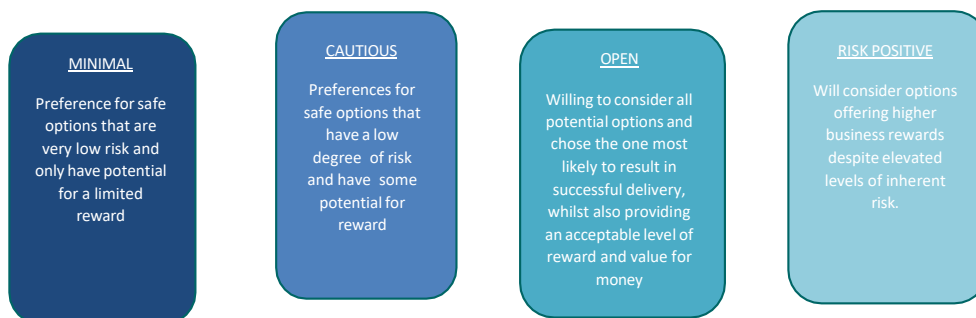 MINIMAL
Preference for safe
options that are
very low risk and
only have potential
for a limited
reward
CAUTIOUS
Preferences for
safe options that
have a low
degree of risk
and have some
potential for
reward
OPEN
Willing to consider all
potential options and
chose the one most
likely to result in
successful delivery,
whilst also providing
an acceptable level of
reward and value for
money
RISK POSITIVE
Will consider options
offering higher
business rewards
despite elevated
levels of inherent
risk.